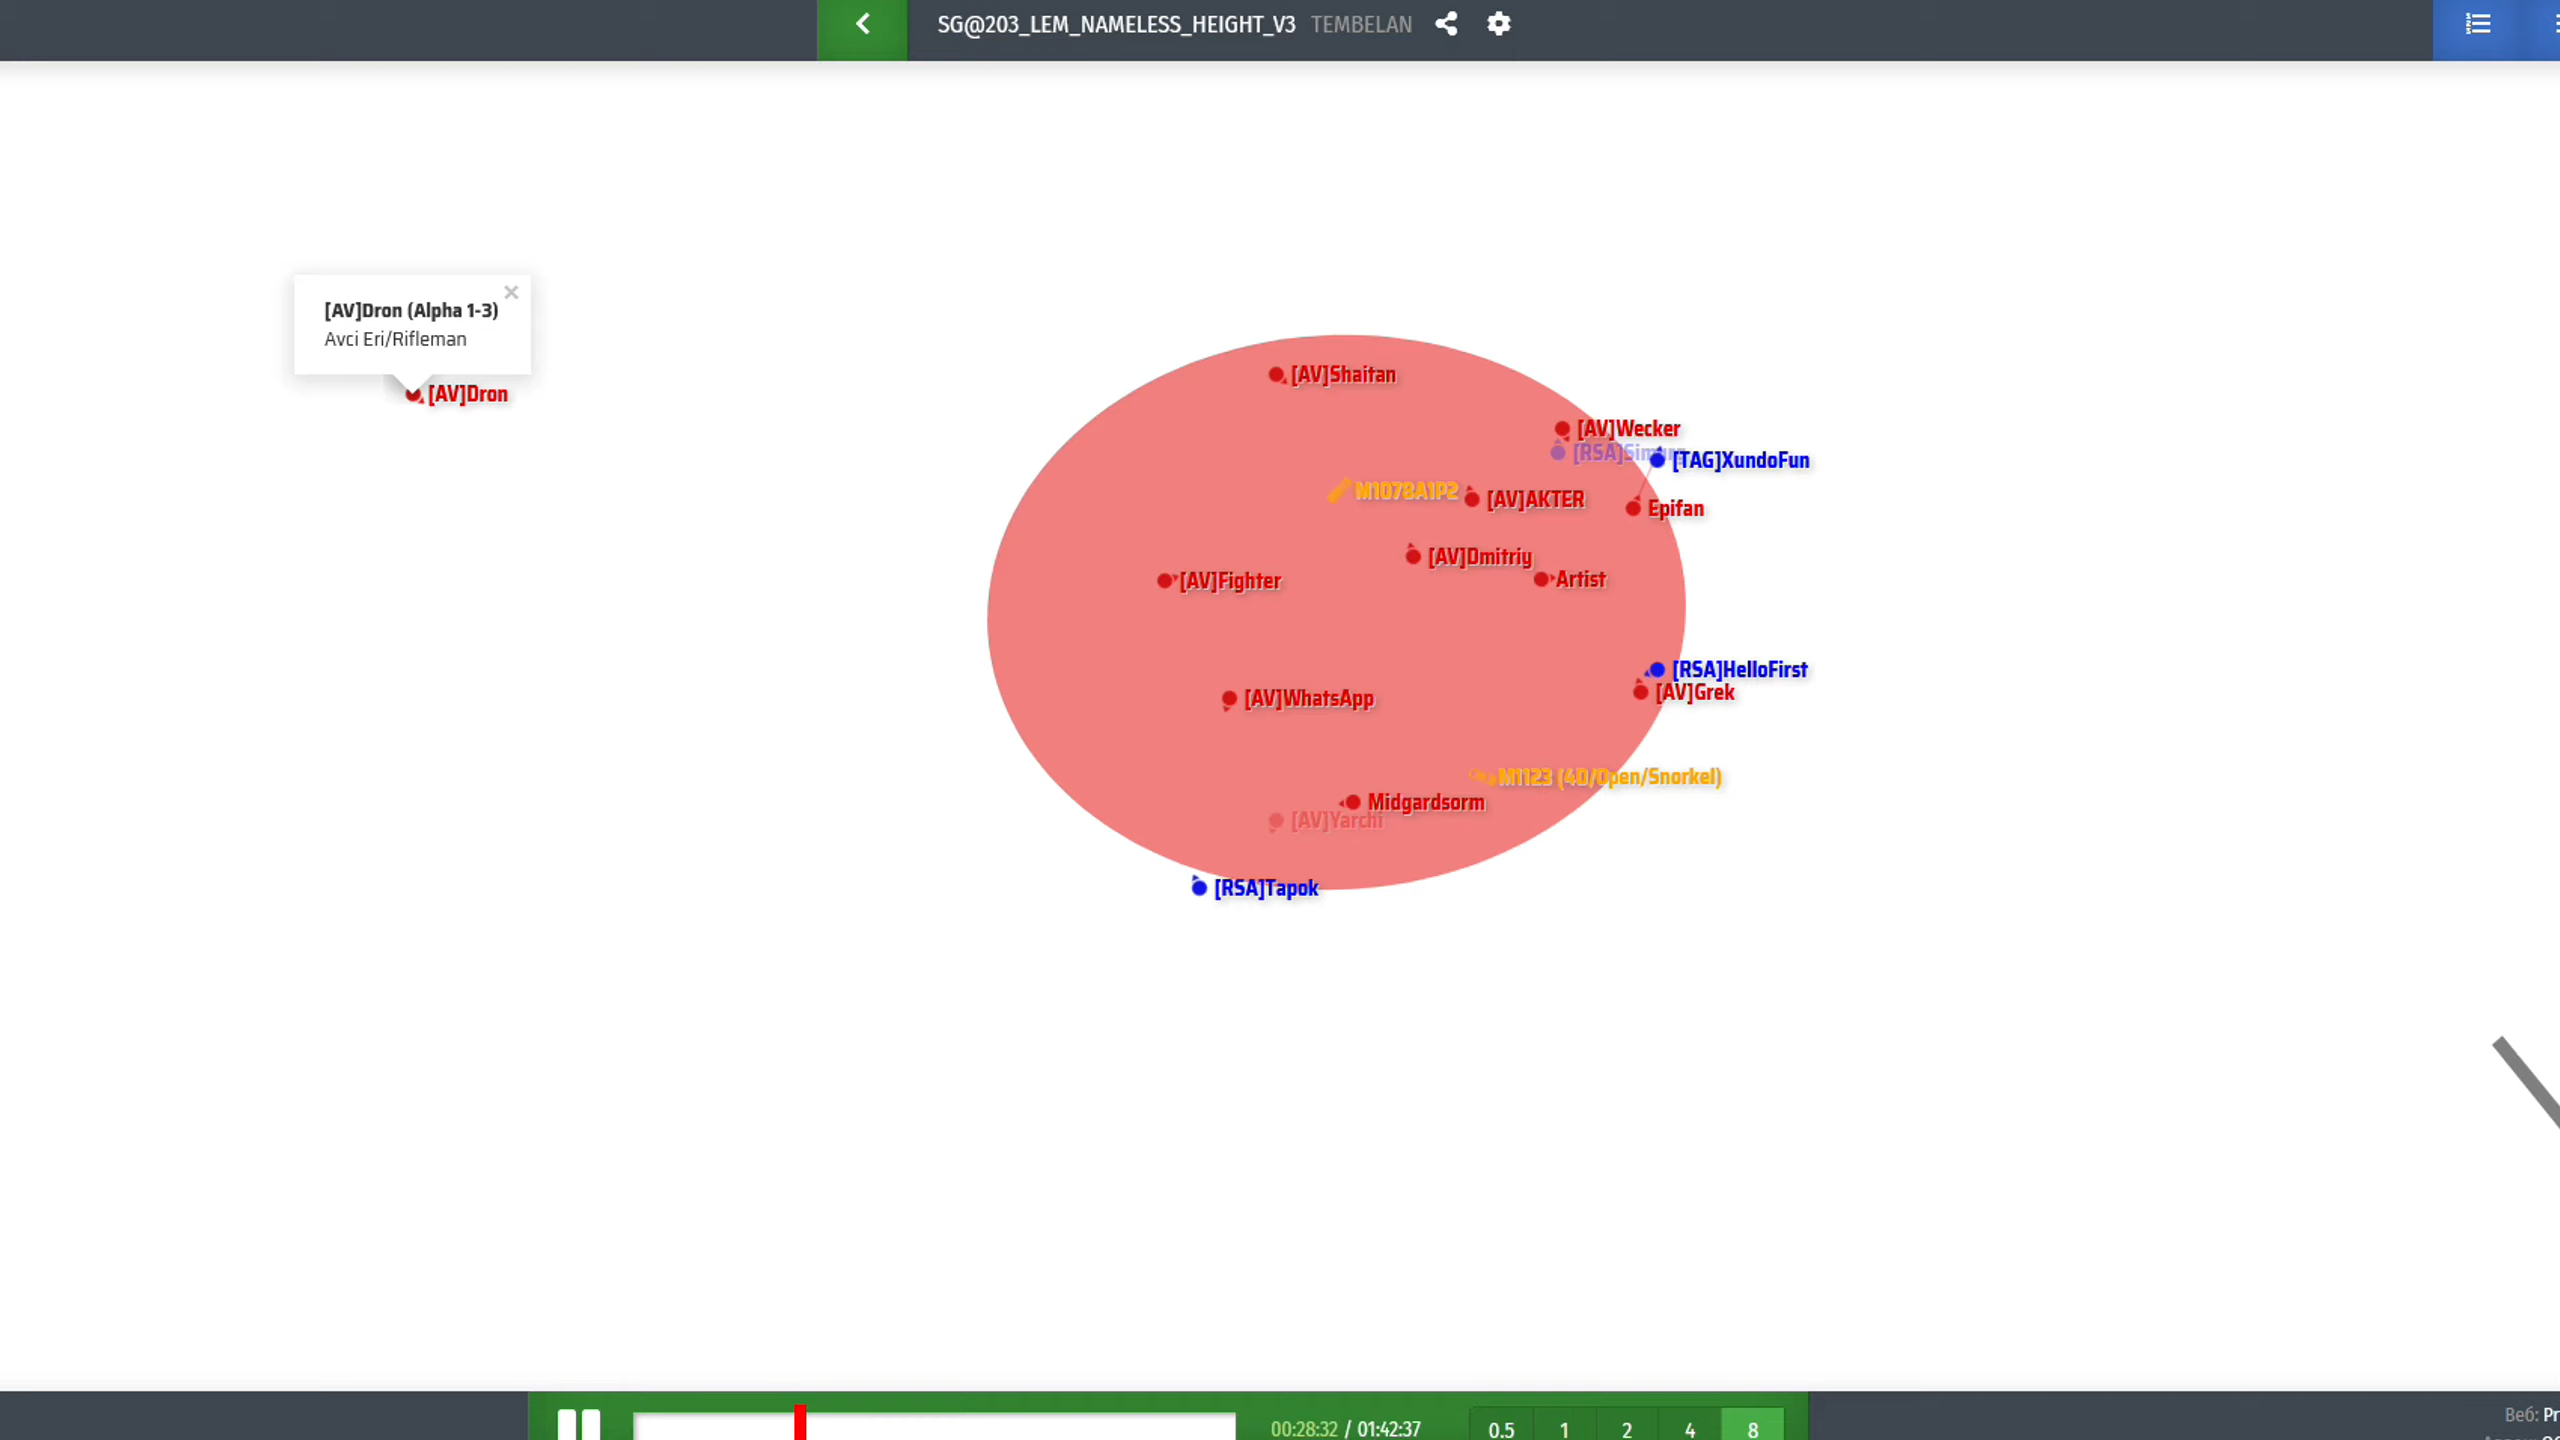 SG@203_LEM_NAMELESS_HEIGHT_V3 TEMBELAN
[AV]Dron (Alpha 1-3)
Avci Eri/Rifleman
[AV]Dron
[AV]Shaitan
[AV]Wecker
[TAG]XundoFun
M1078A1P2
[AV]AKTER
Epifan
[AV]Dmitriy
Artist
[AV]Fighter
[RSA]HelloFirst
[AV]Grek
[AV]WhatsApp
M1123 (4D/Open/Snorkel)
Midgardsorm
[AV]Yarchi
[RSA]Tapok
00:28:32 / 01:42:37
0.5 1 2 4 8
Веб: Pr